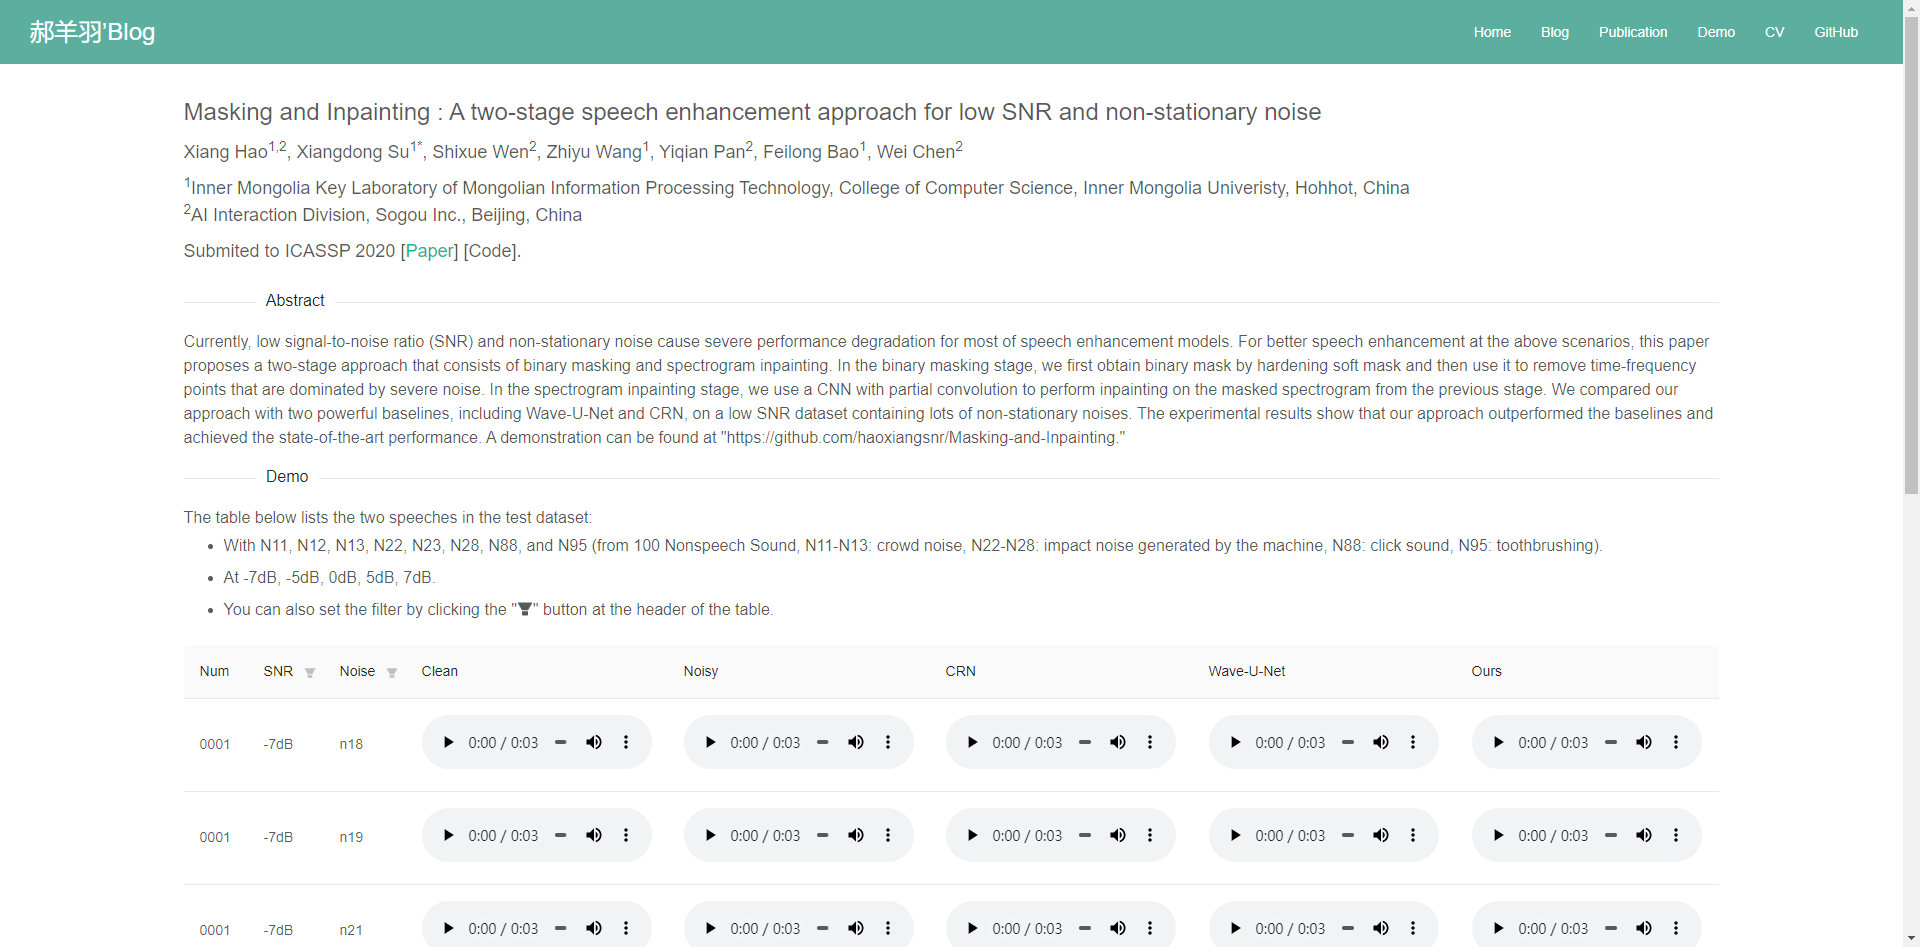 郝羊羽’Blog
Home Blog Publication Demo CV GitHub
Masking and Inpainting : A two-stage speech enhancement approach for low SNR and non-stationary noise
Xiang Hao1,2, Xiangdong Su1*, Shixue Wen2, Zhiyu Wang1, Yiqian Pan2, Feilong Bao1, Wei Chen2
1Inner Mongolia Key Laboratory of Mongolian Information Processing Technology, College of Computer Science, Inner Mongolia Univeristy, Hohhot, China
2AI Interaction Division, Sogou Inc., Beijing, China
Submited to ICASSP 2020 [Paper] [Code].
Abstract
Currently, low signal-to-noise ratio (SNR) and non-stationary noise cause severe performance degradation for most of speech enhancement models. For better speech enhancement at the above scenarios, this paper
proposes a two-stage approach that consists of binary masking and spectrogram inpainting. In the binary masking stage, we first obtain binary mask by hardening soft mask and then use it to remove time-frequency
points that are dominated by severe noise. In the spectrogram inpainting stage, we use a CNN with partial convolution to perform inpainting on the masked spectrogram from the previous stage. We compared our
approach with two powerful baselines, including Wave-U-Net and CRN, on a low SNR dataset containing lots of non-stationary noises. The experimental results show that our approach outperformed the baselines and
achieved the state-of-the-art performance. A demonstration can be found at "https://github.com/haoxiangsnr/Masking-and-Inpainting."
Demo
The table below lists the two speeches in the test dataset:
• With N11, N12, N13, N22, N23, N28, N88, and N95 (from 100 Nonspeech Sound, N11-N13: crowd noise, N22-N28: impact noise generated by the machine, N88: click sound, N95: toothbrushing).
• At -7dB, -5dB, 0dB, 5dB, 7dB.
• You can also set the filter by clicking the "" button at the header of the table.
Num SNR Noise Clean Noisy CRN Wave-U-Net Ours
0001 -7dB n18 0:00 / 0:03 0:00 / 0:03 0:00 / 0:03 0:00 / 0:03 0:00 / 0:03
0001 -7dB n19 0:00 / 0:03 0:00 / 0:03 0:00 / 0:03 0:00 / 0:03 0:00 / 0:03
0001 -7dB n21 0:00 / 0:03 0:00 / 0:03 0:00 / 0:03 0:00 / 0:03 0:00 / 0:03